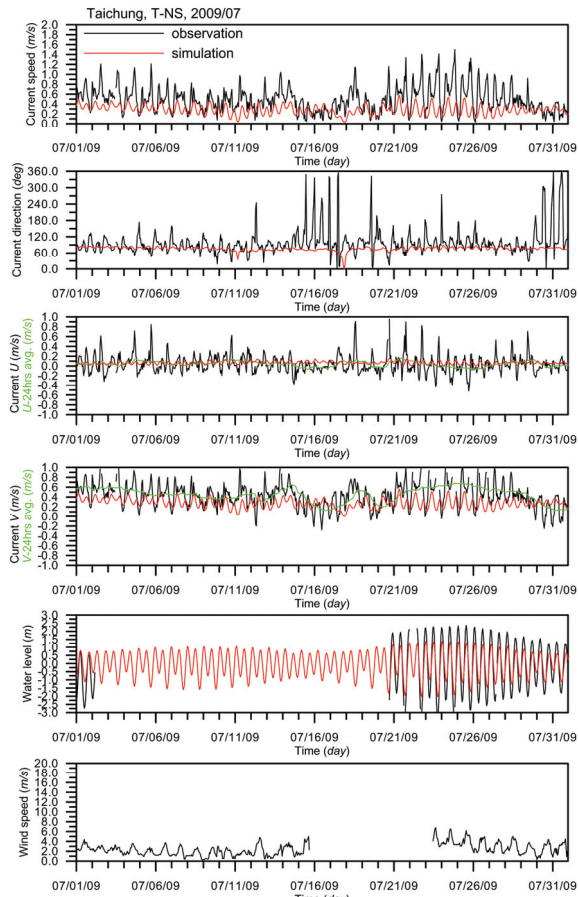 Taichung, T-NS, 2009/07
observation
simulation
Current speed (m/s)
2.0
1.8
1.6
1.4
1.2
1.0
0.8
0.6
0.4
0.2
0.0
07/01/09 07/06/09 07/11/09 07/16/09 07/21/09 07/26/09 07/31/09
Time (day)
Current direction (deg)
360.0
300.0
240.0
180.0
120.0
60.0
0.0
07/01/09 07/06/09 07/11/09 07/16/09 07/21/09 07/26/09 07/31/09
Time (day)
Current U (m/s)
U-24hrs avg. (m/s)
1.0
0.8
0.6
0.4
0.2
0.0
-0.2
-0.4
-0.6
-0.8
-1.0
07/01/09 07/06/09 07/11/09 07/16/09 07/21/09 07/26/09 07/31/09
Time (day)
Current V (m/s)
V-24hrs avg. (m/s)
1.0
0.8
0.6
0.4
0.2
0.0
-0.2
-0.4
-0.6
-0.8
-1.0
07/01/09 07/06/09 07/11/09 07/16/09 07/21/09 07/26/09 07/31/09
Time (day)
Water level (m)
3.0
2.5
2.0
1.5
1.0
0.5
0.0
-0.5
-1.0
-1.5
-2.0
-2.5
-3.0
07/01/09 07/06/09 07/11/09 07/16/09 07/21/09 07/26/09 07/31/09
Time (day)
Wind speed (m/s)
20.0
18.0
16.0
14.0
12.0
10.0
8.0
6.0
4.0
2.0
0.0
07/01/09 07/06/09 07/11/09 07/16/09 07/21/09 07/26/09 07/31/09
Time (day)